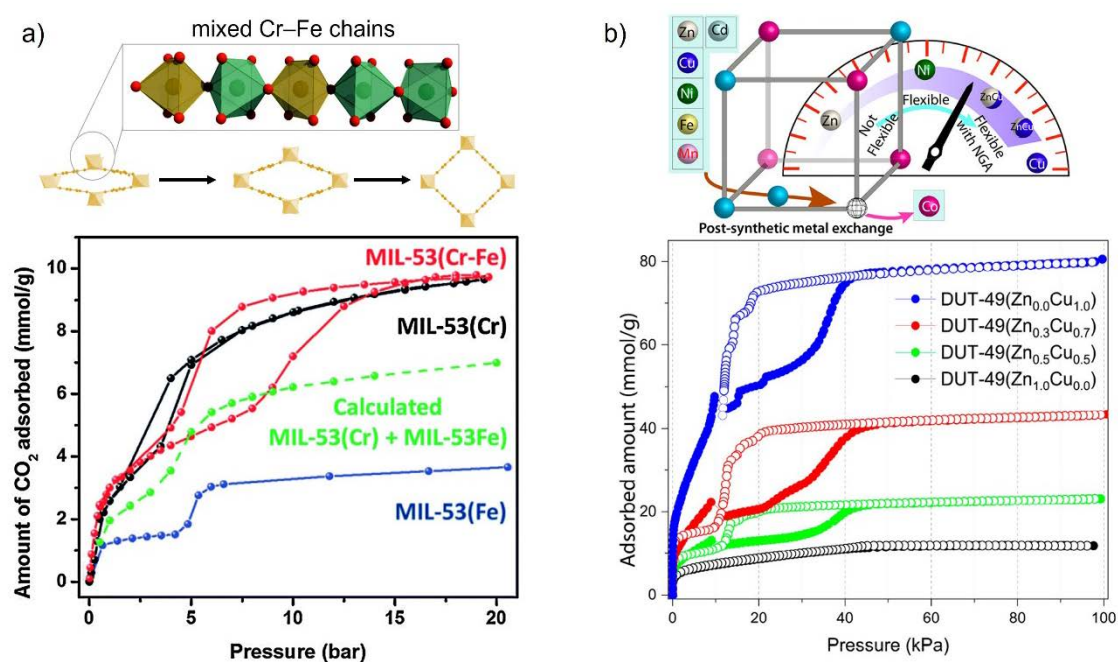 a)
mixed Cr–Fe chains
10
8
6
4
2
0
Amount of CO₂ adsorbed (mmol/g)
MIL-53(Cr-Fe)
MIL-53(Cr)
Calculated
MIL-53(Cr) + MIL-53Fe)
MIL-53(Fe)
0 5 10 15 20
Pressure (bar)
b)
Zn Cd
Cu
Ni
Fe
Mn
Zn
Not
Flexible
Ni
Flexible
ZnCu
ZnCu
Flexible
with NGA
Cu
Co
Post-synthetic metal exchange
80
60
40
20
0
Adsorbed amount (mmol/g)
DUT-49(Zn₀.₀Cu₁.₀)
DUT-49(Zn₀.₃Cu₀.₇)
DUT-49(Zn₀.₅Cu₀.₅)
DUT-49(Zn₁.₀Cu₀.₀)
0 20 40 60 80 100
Pressure (kPa)